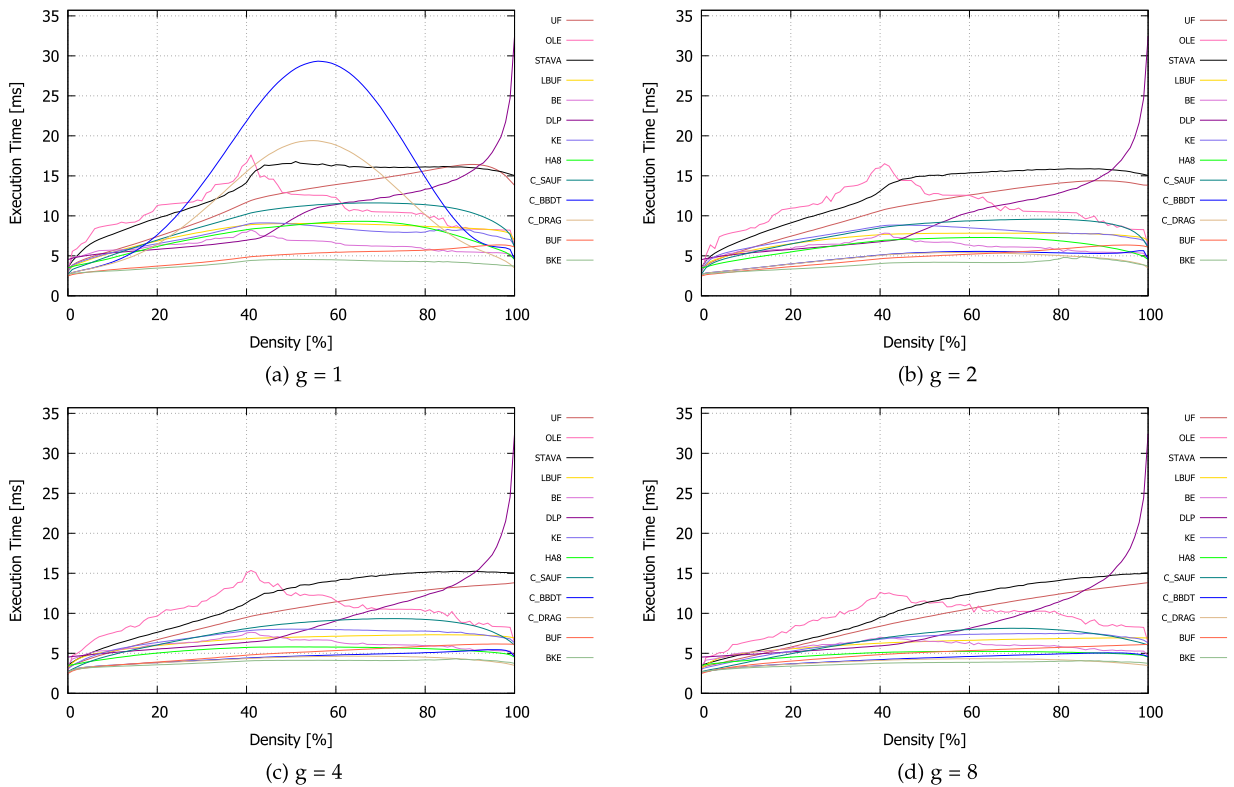 35
30
25
20
15
10
5
0
Execution Time [ms]
0 20 40 60 80 100
Density [%]
UF
OLE
STAVA
LBUF
BE
DLP
KE
HA8
C_SAUF
C_BBDT
C_DRAG
BUF
BKE
(a) g = 1
35
30
25
20
15
10
5
0
Execution Time [ms]
0 20 40 60 80 100
Density [%]
UF
OLE
STAVA
LBUF
BE
DLP
KE
HA8
C_SAUF
C_BBDT
C_DRAG
BUF
BKE
(b) g = 2
35
30
25
20
15
10
5
0
Execution Time [ms]
0 20 40 60 80 100
Density [%]
UF
OLE
STAVA
LBUF
BE
DLP
KE
HA8
C_SAUF
C_BBDT
C_DRAG
BUF
BKE
(c) g = 4
35
30
25
20
15
10
5
0
Execution Time [ms]
0 20 40 60 80 100
Density [%]
UF
OLE
STAVA
LBUF
BE
DLP
KE
HA8
C_SAUF
C_BBDT
C_DRAG
BUF
BKE
(d) g = 8